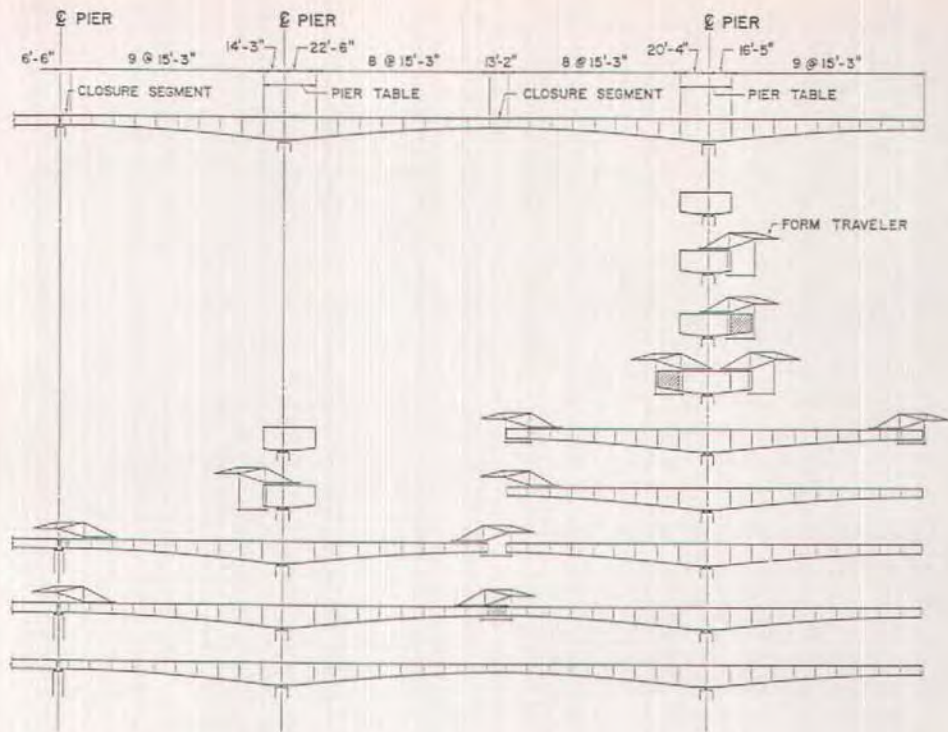 ℄ PIER
℄ PIER
℄ PIER
6'-6"
9 @ 15'-3"
14'-3"
22'-6"
8 @ 15'-3"
13'-2"
8 @ 15'-3"
20'-4"
16'-5"
9 @ 15'-3"
CLOSURE SEGMENT
PIER TABLE
CLOSURE SEGMENT
PIER TABLE
FORM TRAVELER